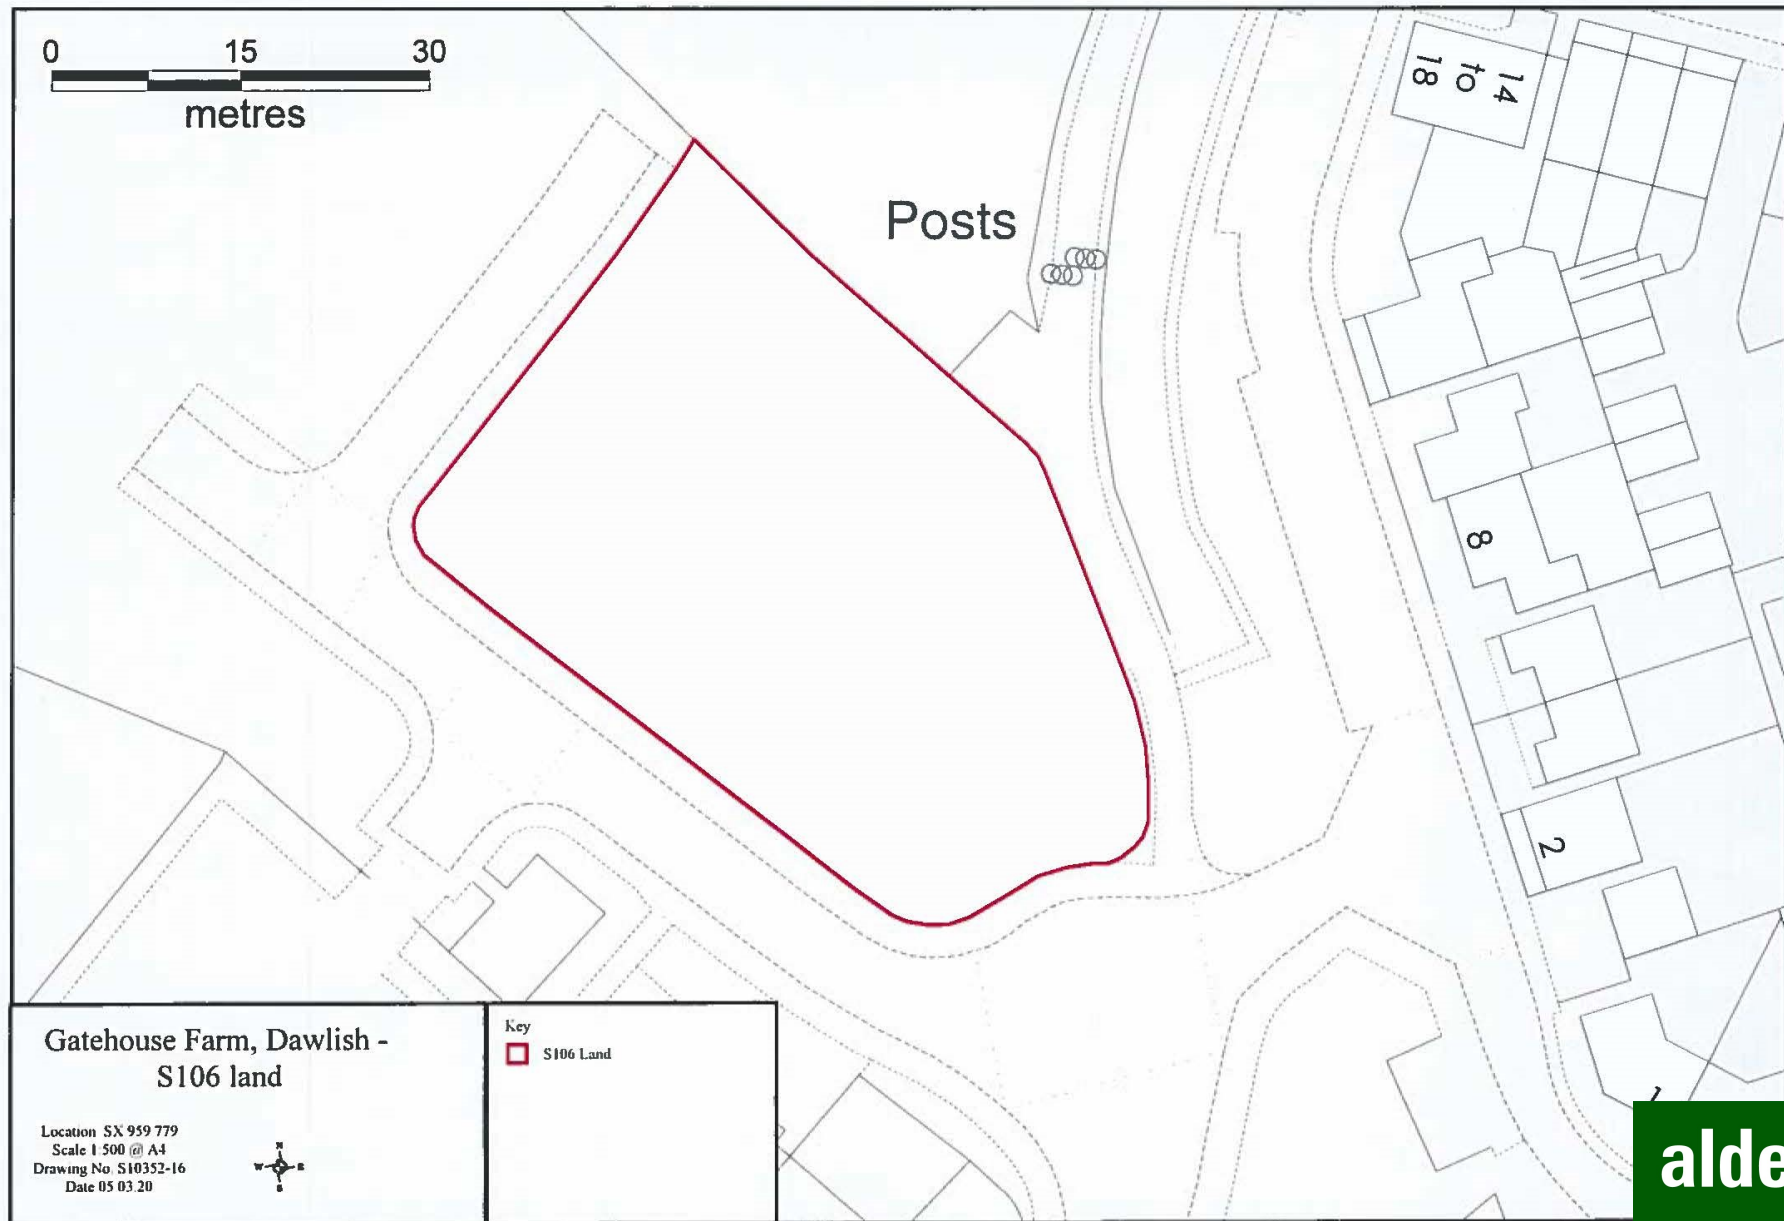 0 15 30
metres
Posts
14
to
18
8
2
1
Gatehouse Farm, Dawlish -
S106 land
Location SX 959 779
Scale 1:500 @ A4
Drawing No. S10352-16
Date 05.03.20
N
W E
S
Key
S106 Land
alde